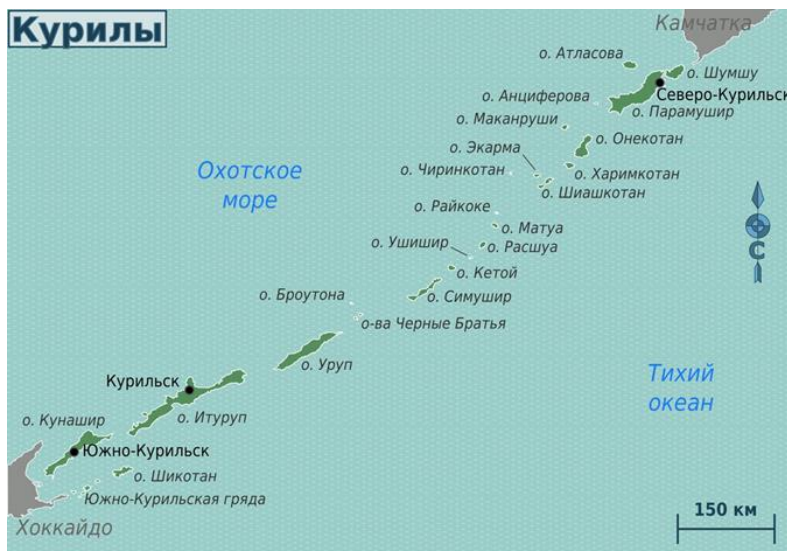 Курилы
Камчатка
о. Атласова
о. Шумшу
Северо-Курильск
о. Анциферова
о. Парамушир
о. Маканруши
о. Онекотан
о. Экарма
о. Харимкотан
о. Чиринкотан
о. Шиашкотан
Охотское
море
о. Райкоке
о. Матуа
о. Ушишир
о. Расшуа
о. Кетой
о. Симушир
С
о. Броутона
о-ва Черные Братья
о. Уруп
Тихий
океан
Курильск
о. Итуруп
о. Кунашир
Южно-Курильск
о. Шикотан
Южно-Курильская гряда
Хоккайдо
150 км